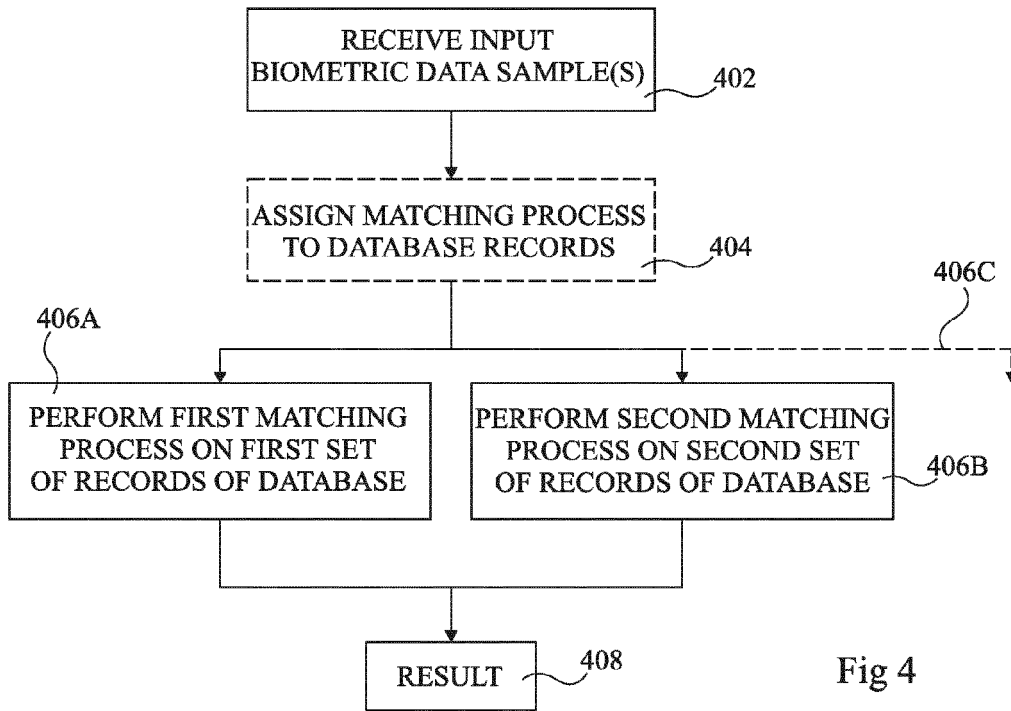 RECEIVE INPUT
BIOMETRIC DATA SAMPLE(S)
402
ASSIGN MATCHING PROCESS
TO DATABASE RECORDS
404
406C
406A
PERFORM FIRST MATCHING
PROCESS ON FIRST SET
OF RECORDS OF DATABASE
PERFORM SECOND MATCHING
PROCESS ON SECOND SET
OF RECORDS OF DATABASE
406B
RESULT
408
Fig 4